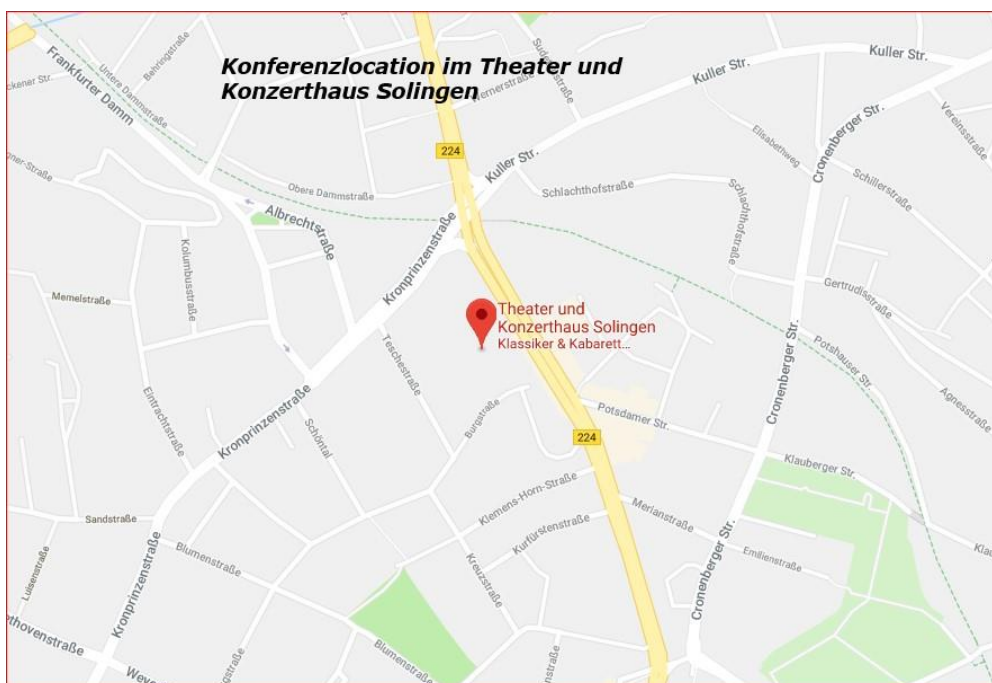 Konferenzlocation im Theater und
Konzerthaus Solingen
Frankfurter Damm
Untere Dammstraße
Behringstraße
Wernerstraße
Kuller Str.
Kuller Str.
Kuller Str.
224
Obere Dammstraße
Schlachthofstraße
Schlachthofstraße
Elisabethweg
Cronenberger Str.
Vereinsstraße
Schillerstraße
Albrechtstraße
Kolumbusstraße
Memelstraße
Kronprinzenstraße
Theater und
Konzerthaus Solingen
Klassiker & Kabarett...
Gertrudisstraße
Potshauser Str.
Agnesstraße
Cronenberger Str.
Teschestraße
Eintrachtstraße
Kronprinzenstraße
Schöntal
Burgstraße
Potsdamer Str.
224
Klauberger Str.
Klemens-Horn-Straße
Kurfürstenstraße
Merianstraße
Emilienstraße
Cronenberger Str.
Sandstraße
Luisenstraße
Blumenstraße
Kreuzstraße
Kronprinzenstraße
Blumenstraße